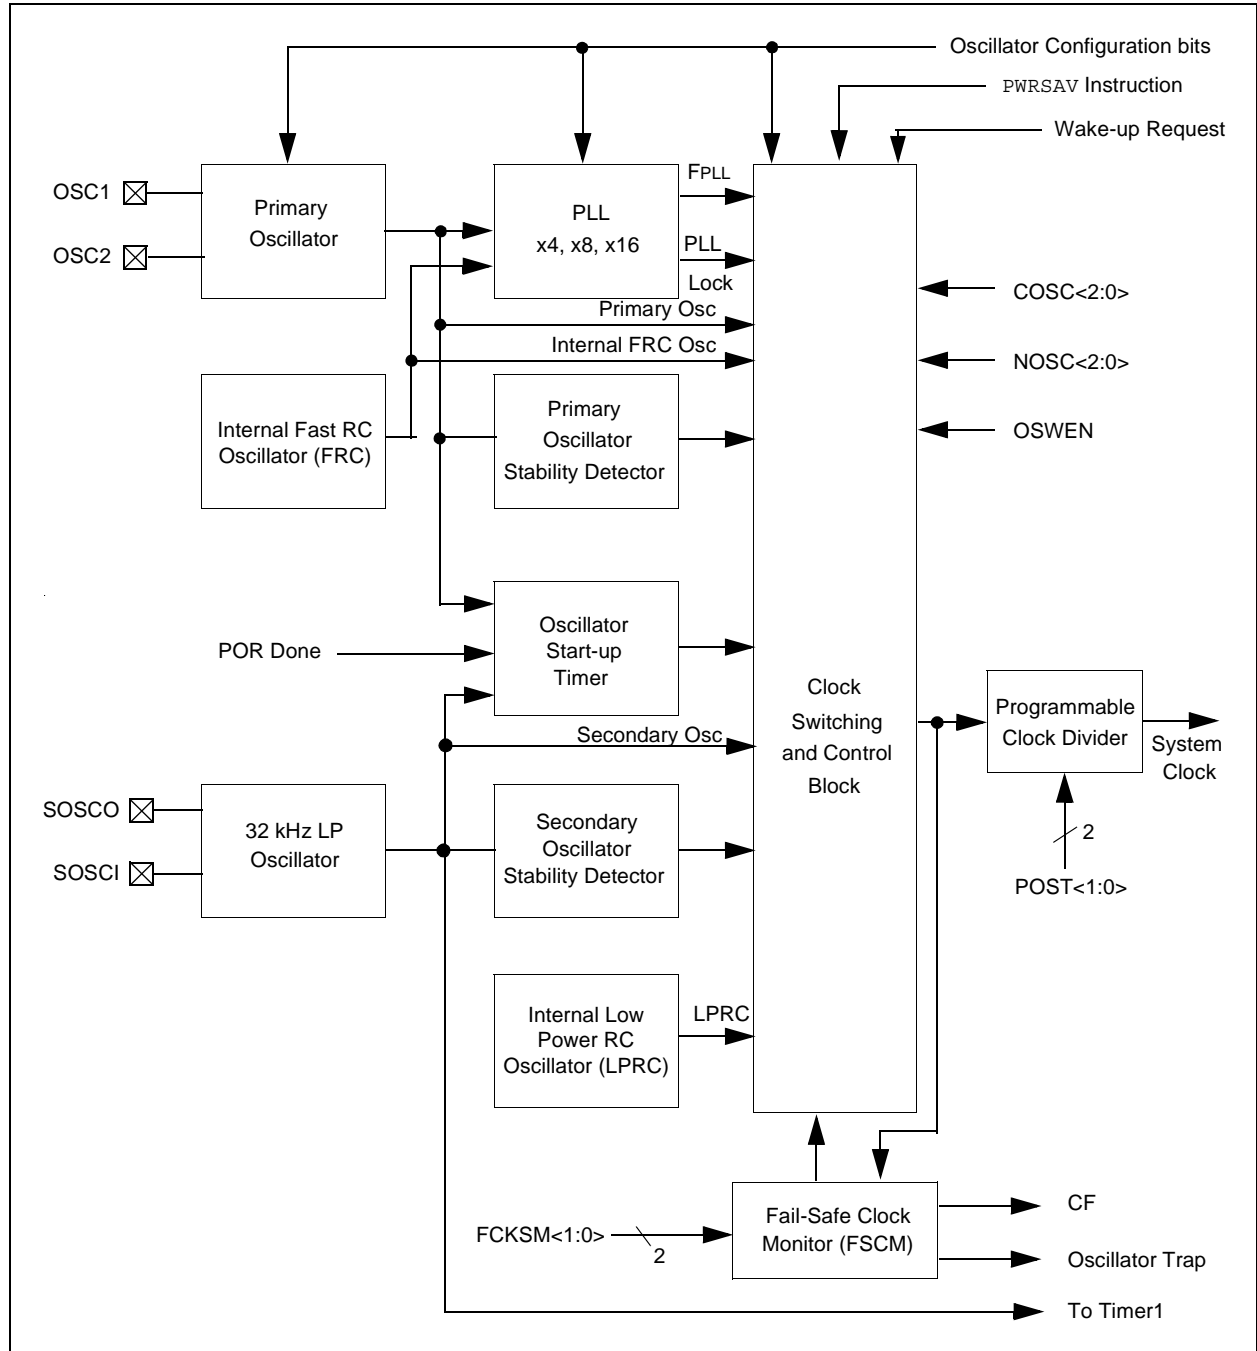 Oscillator Configuration bits
PWRSAV Instruction
Wake-up Request
OSC1
OSC2
Primary
Oscillator
PLL
x4, x8, x16
FPLL
PLL
Lock
Primary Osc
Internal FRC Osc
COSC<2:0>
NOSC<2:0>
OSWEN
Internal Fast RC
Oscillator (FRC)
Primary
Oscillator
Stability Detector
POR Done
Oscillator
Start-up
Timer
Clock
Switching
and Control
Block
Programmable
Clock Divider
System
Clock
2
POST<1:0>
Secondary Osc
SOSCO
SOSCI
32 kHz LP
Oscillator
Secondary
Oscillator
Stability Detector
Internal Low
Power RC
Oscillator (LPRC)
LPRC
FCKSM<1:0>
2
Fail-Safe Clock
Monitor (FSCM)
CF
Oscillator Trap
To Timer1